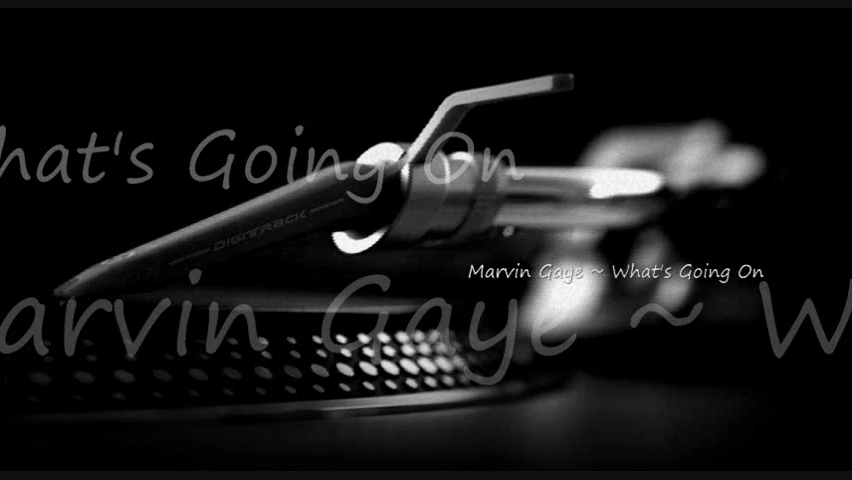 hat's Going On
DIGITRACK
Marvin Gaye ~ What's Going On
arvin Gaye ~ W